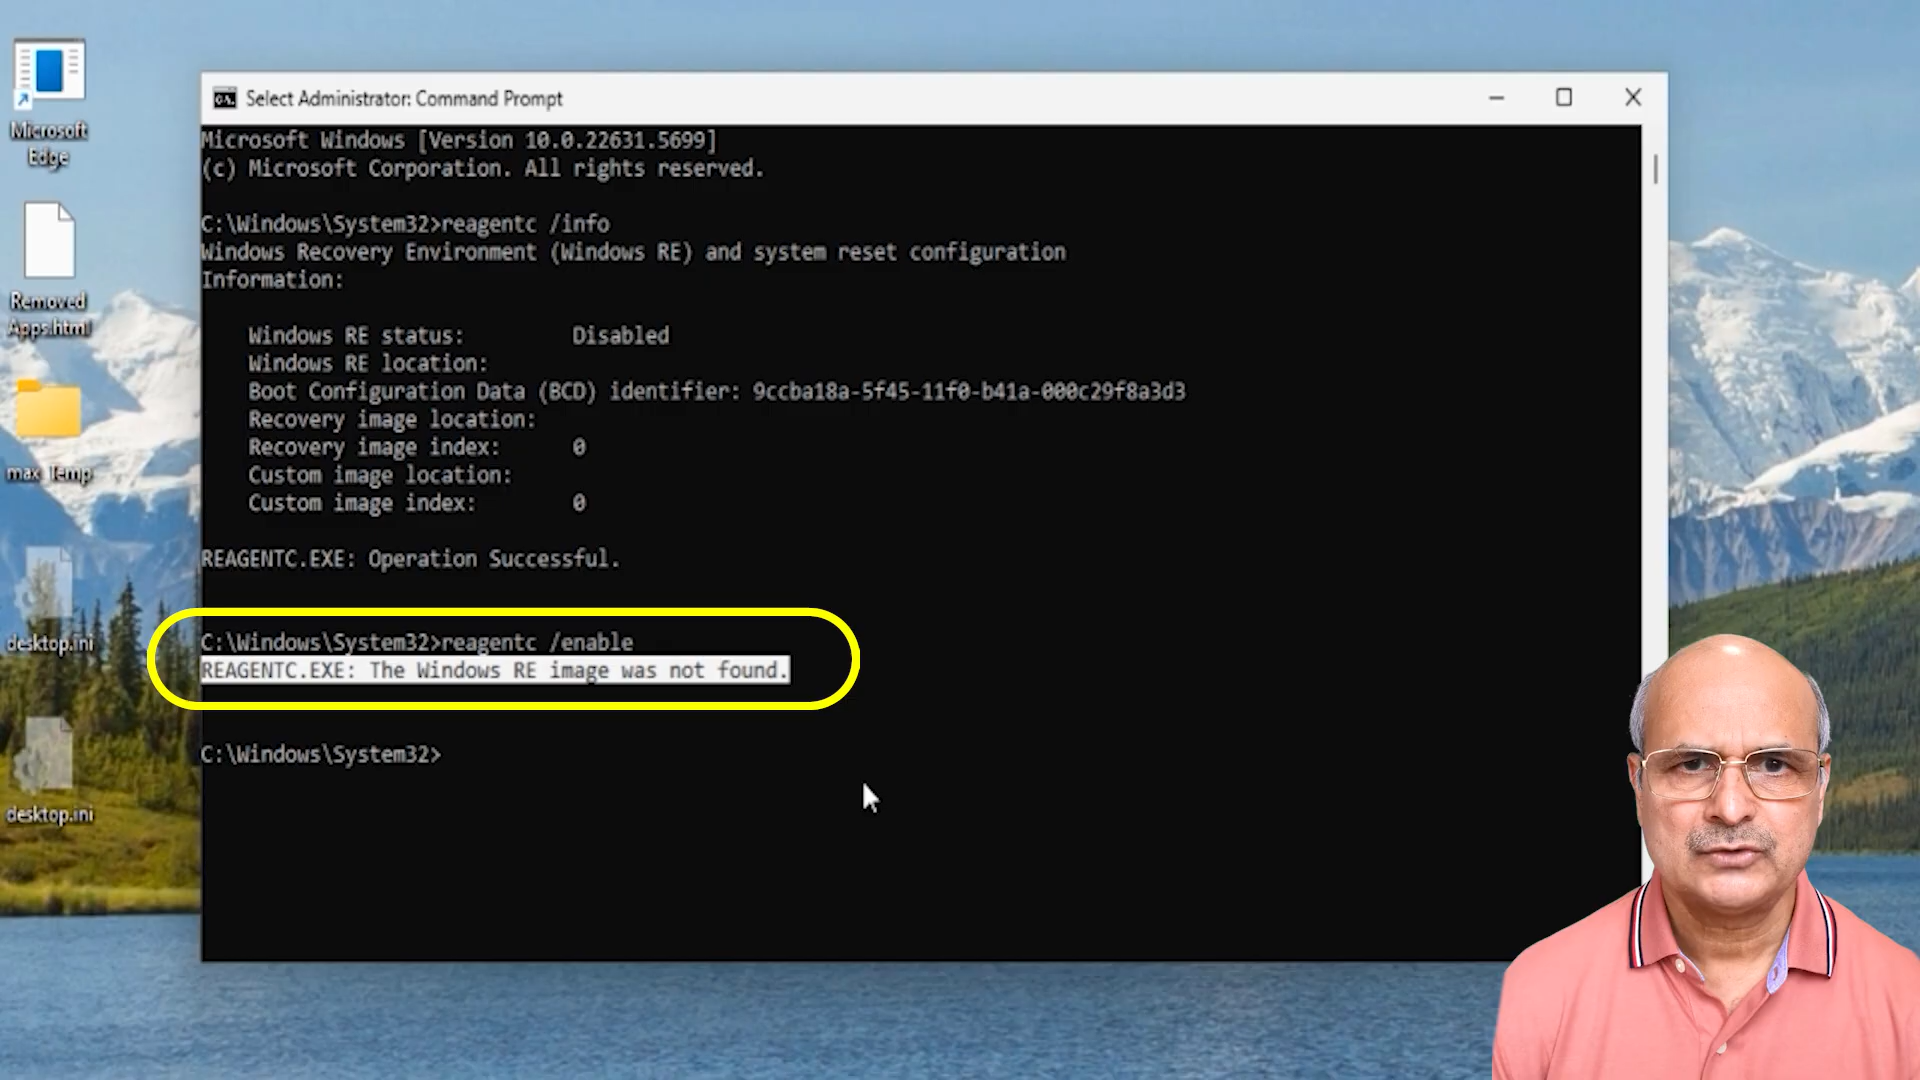 Microsoft
Edge
Removed
Apps.html
max_Temp
desktop.ini
desktop.ini
Select Administrator: Command Prompt
Microsoft Windows [Version 10.0.22631.5699]
(c) Microsoft Corporation. All rights reserved.
C:\Windows\System32>reagentc /info
Windows Recovery Environment (Windows RE) and system reset configuration
Information:
Windows RE status: Disabled
Windows RE location:
Boot Configuration Data (BCD) identifier: 9ccba18a-5f45-11f0-b41a-000c29f8a3d3
Recovery image location:
Recovery image index: 0
Custom image location:
Custom image index: 0
REAGENTC.EXE: Operation Successful.
C:\Windows\System32>reagentc /enable
REAGENTC.EXE: The Windows RE image was not found.
C:\Windows\System32>